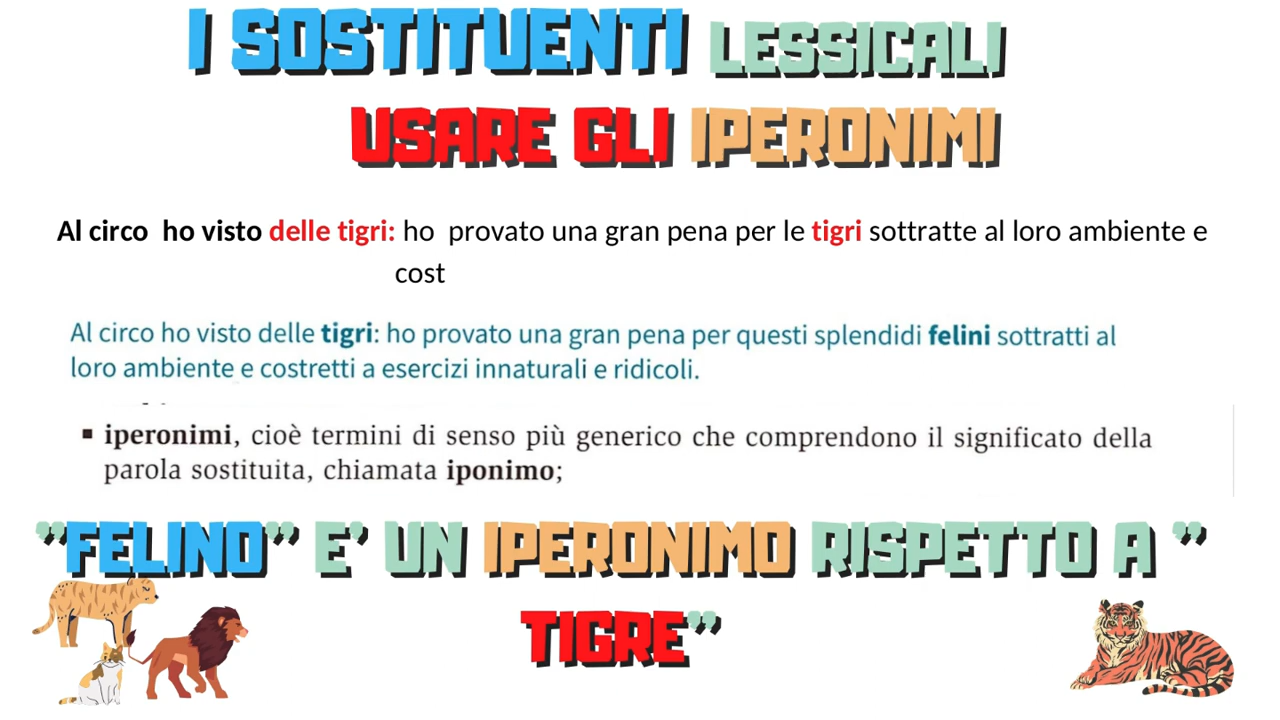 I SOSTITUENTI LESSICALI
USARE GLI IPERONIMI
Al circo ho visto delle tigri: ho provato una gran pena per le tigri sottratte al loro ambiente e
cost
Al circo ho visto delle tigri: ho provato una gran pena per questi splendidi felini sottratti al
loro ambiente e costretti a esercizi innaturali e ridicoli.
▪ iperonimi, cioè termini di senso più generico che comprendono il significato della
parola sostituita, chiamata iponimo;
"FELINO" E' UN IPERONIMO RISPETTO A "
TIGRE"